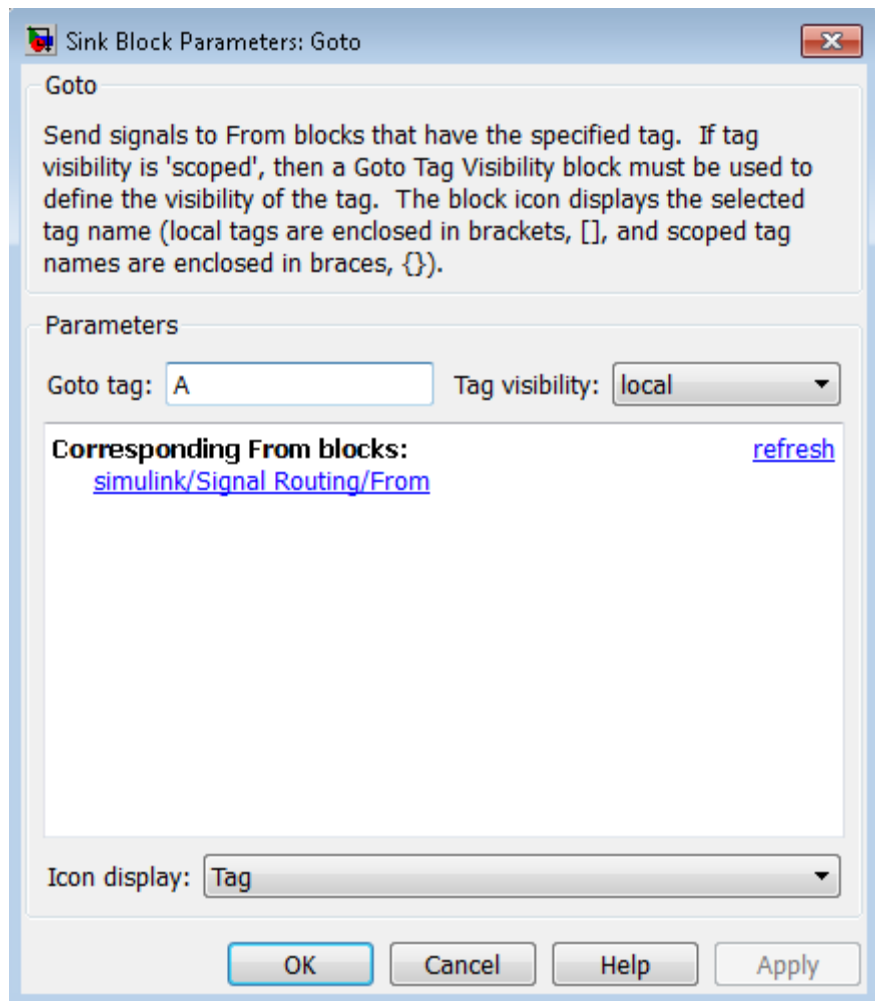 Sink Block Parameters: Goto
Goto
Send signals to From blocks that have the specified tag.  If tag
visibility is 'scoped', then a Goto Tag Visibility block must be used to
define the visibility of the tag.  The block icon displays the selected
tag name (local tags are enclosed in brackets, [], and scoped tag
names are enclosed in braces, {}).
Parameters
Goto tag: A Tag visibility: local
Corresponding From blocks: refresh
simulink/Signal Routing/From
Icon display: Tag
OK Cancel Help Apply